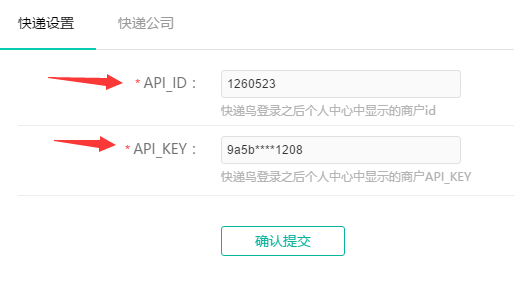 快递设置 快递公司
* API_ID： 1260523
快递鸟登录之后个人中心中显示的商户id
* API_KEY： 9a5b****1208
快递鸟登录之后个人中心中显示的商户API_KEY
确认提交